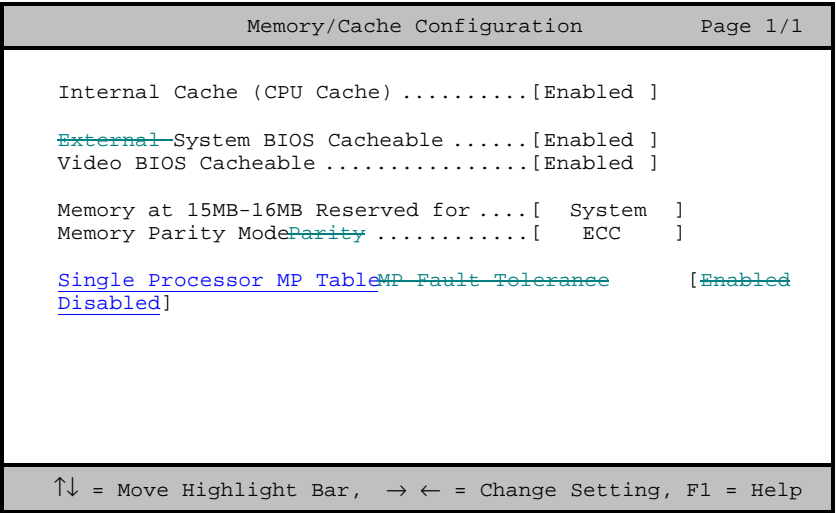 Memory/Cache Configuration Page 1/1
Internal Cache (CPU Cache) ..........[Enabled ]
External System BIOS Cacheable ......[Enabled ]
Video BIOS Cacheable ................[Enabled ]
Memory at 15MB-16MB Reserved for ....[ System ]
Memory Parity ModeParity ............[ ECC ]
Single Processor MP TableMP Fault Tolerance [Enabled
Disabled]
↑↓ = Move Highlight Bar, → ← = Change Setting, F1 = Help